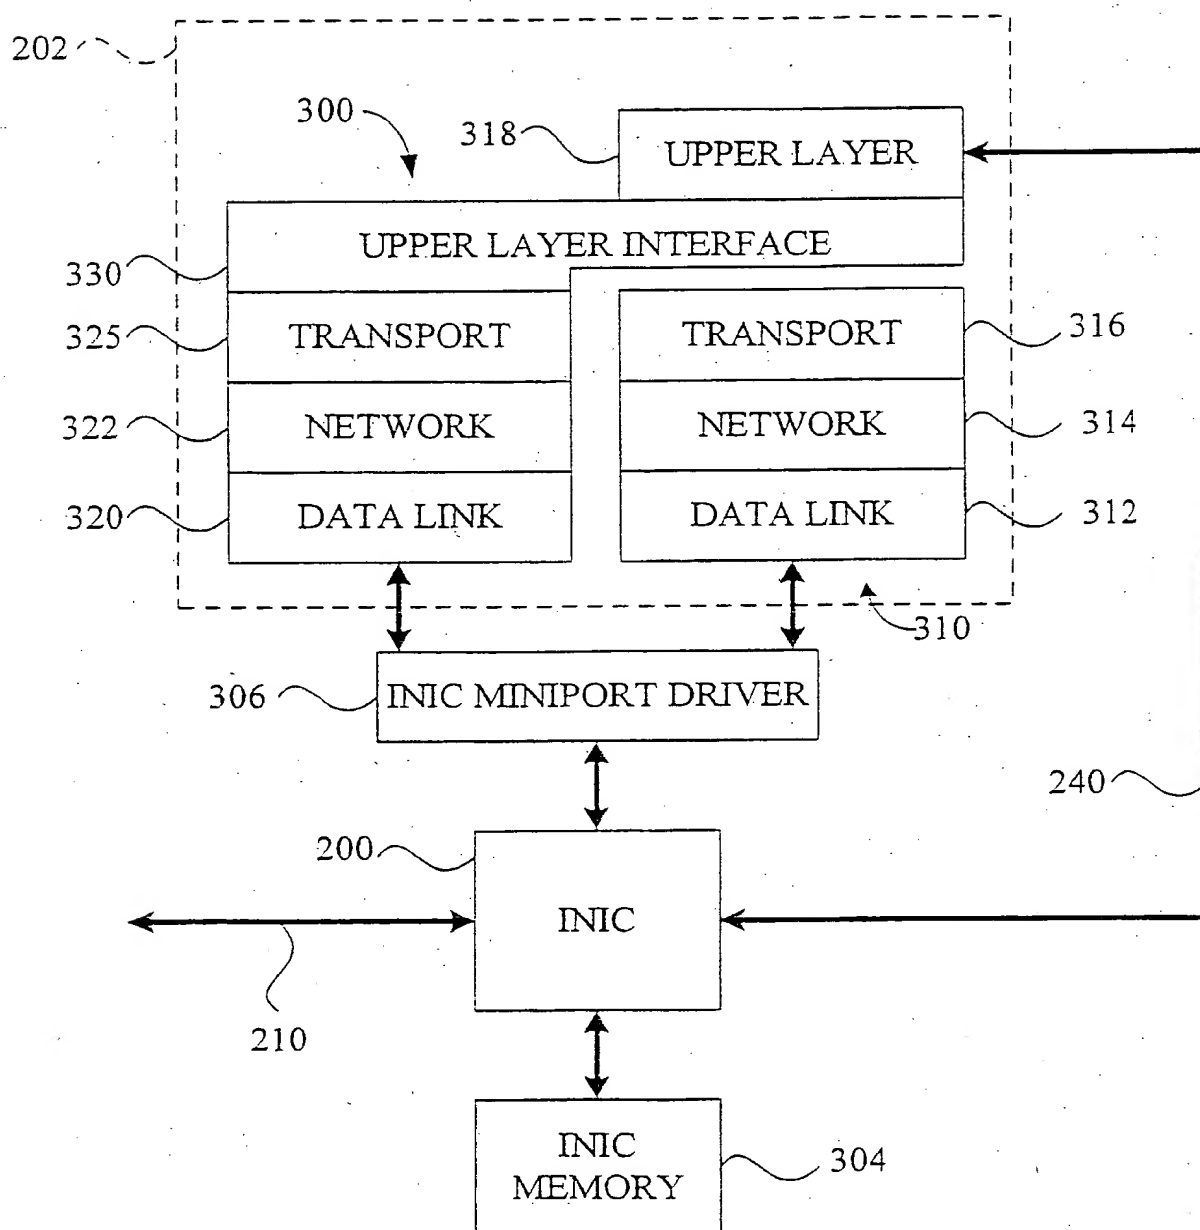 202
300
318
UPPER LAYER
UPPER LAYER INTERFACE
330
325
TRANSPORT
TRANSPORT
316
322
NETWORK
NETWORK
314
320
DATA LINK
DATA LINK
312
310
306
INIC MINIPORT DRIVER
240
200
INIC
210
INIC
MEMORY
304